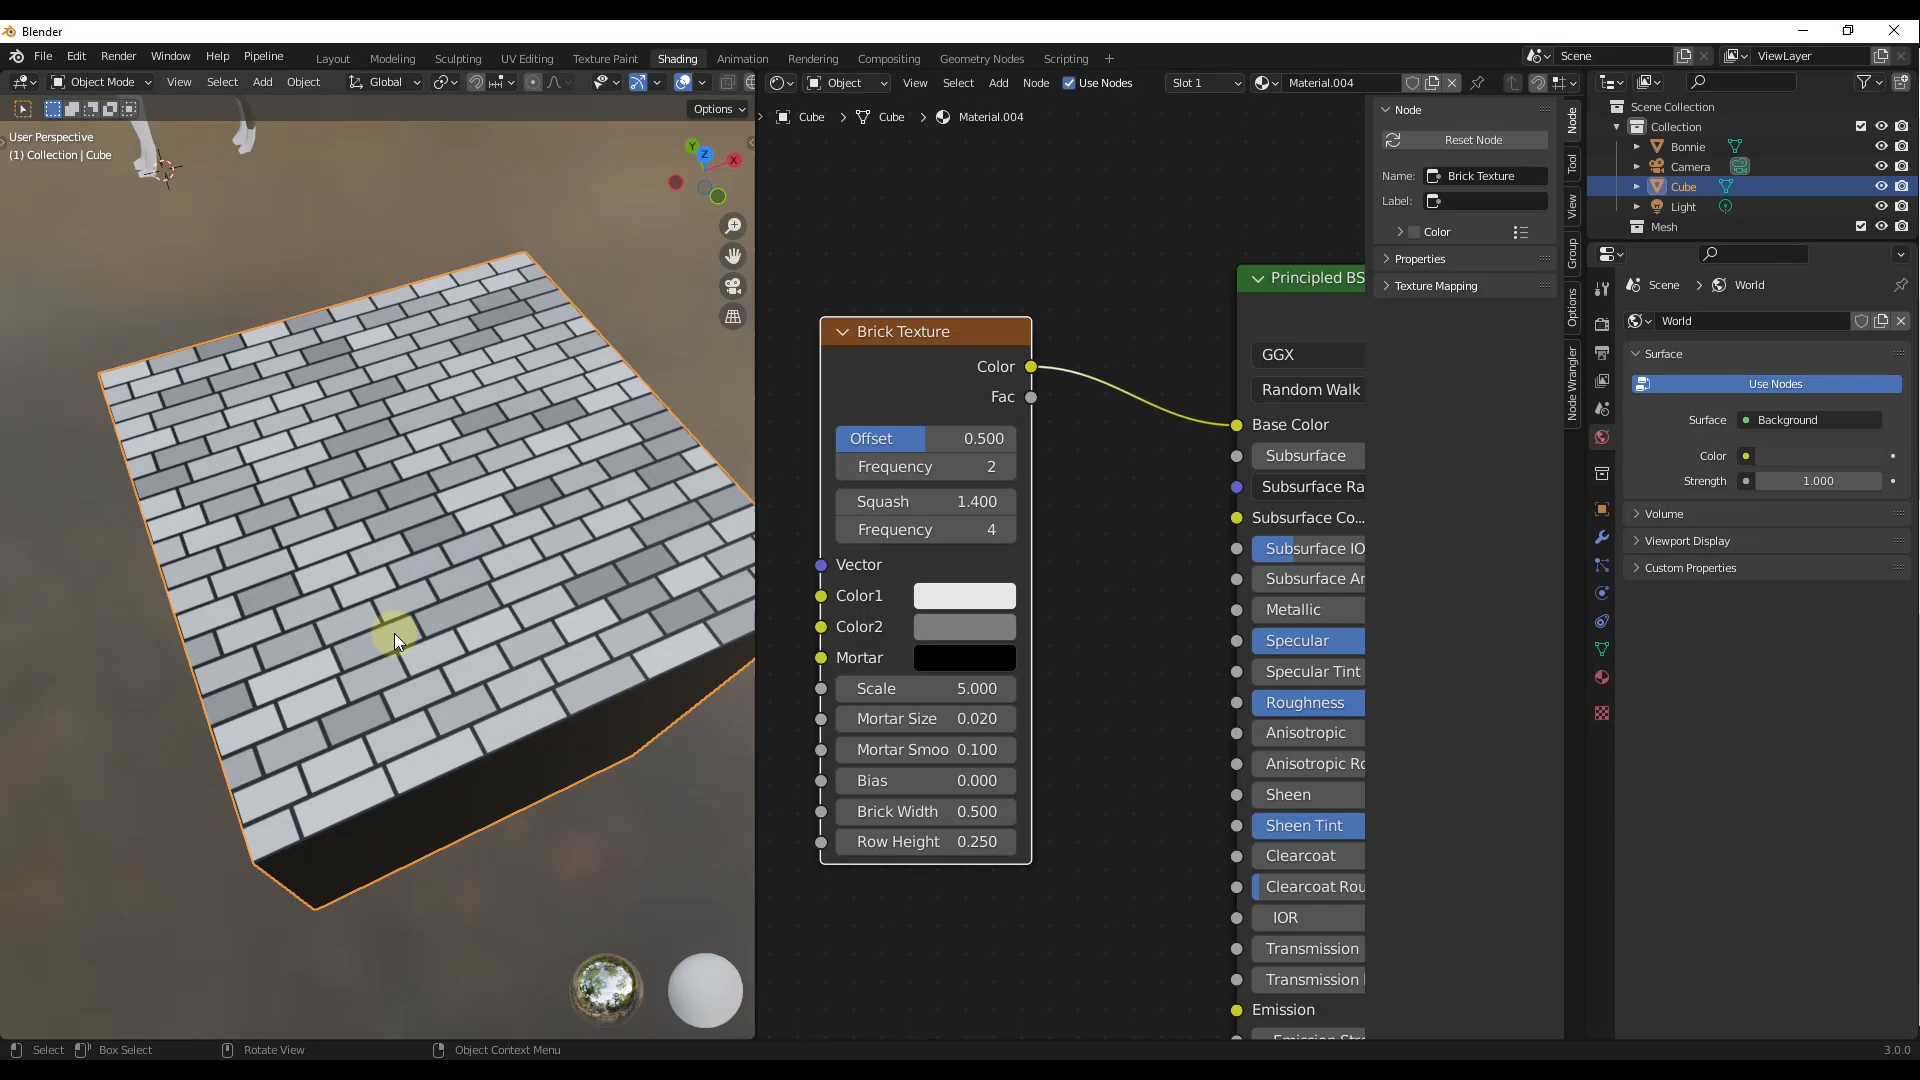 Blender
File Edit Render Window Help Pipeline
Layout Modeling Sculpting UV Editing Texture Paint Shading Animation Rendering Compositing Geometry Nodes Scripting +
Scene
ViewLayer
Object Mode View Select Add Object Global
Object View Select Add Node Use Nodes Slot 1 Material.004
Options
User Perspective
(1) Collection | Cube
Y
Z
X
Cube > Cube > Material.004
Brick Texture
Color
Fac
Offset 0.500
Frequency 2
Squash 1.400
Frequency 4
Vector
Color1
Color2
Mortar
Scale 5.000
Mortar Size 0.020
Mortar Smoo 0.100
Bias 0.000
Brick Width 0.500
Row Height 0.250
Principled BS
GGX
Random Walk
Base Color
Subsurface
Subsurface Ra
Subsurface Co...
Subsurface IO
Subsurface Ar
Metallic
Specular
Specular Tint
Roughness
Anisotropic
Anisotropic Ro
Sheen
Sheen Tint
Clearcoat
Clearcoat Rou
IOR
Transmission
Transmission
Emission
Emission Stre
Node
Reset Node
Name: Brick Texture
Label:
Color
Properties
Texture Mapping
Node
Tool
View
Group
Options
Node Wrangler
Scene Collection
Collection
Bonnie
Camera
Cube
Light
Mesh
Scene > World
World
Surface
Use Nodes
Surface Background
Color
Strength 1.000
Volume
Viewport Display
Custom Properties
Select Box Select Rotate View Object Context Menu
3.0.0